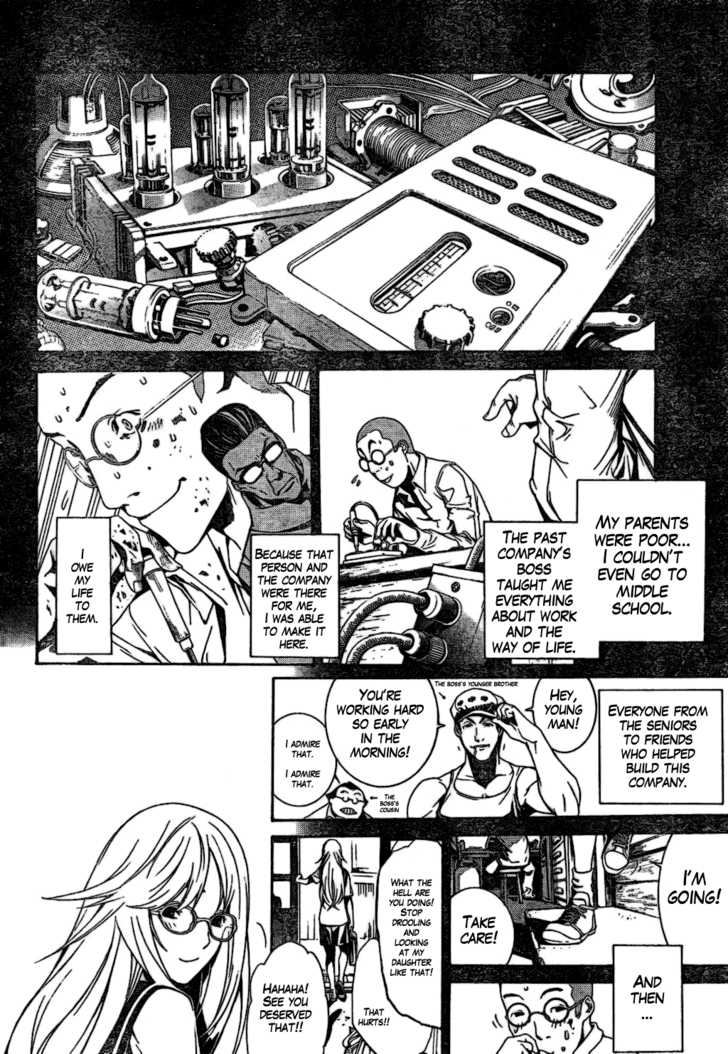 MY PARENTS
WERE POOR...
I COULDN'T
EVEN GO TO
MIDDLE
SCHOOL.
THE PAST
COMPANY'S
BOSS
TAUGHT ME
EVERYTHING
ABOUT WORK
AND THE
WAY OF LIFE.
BECAUSE THAT
PERSON AND
THE COMPANY
WERE THERE
FOR ME,
I WAS ABLE
TO MAKE IT
HERE.
I
OWE
MY
LIFE
TO
THEM.
EVERYONE FROM
THE SENIORS
TO FRIENDS
WHO HELPED
BUILD THIS
COMPANY.
HEY,
YOUNG
MAN!
THE BOSS'S YOUNGER BROTHER
YOU'RE
WORKING HARD
SO EARLY
IN THE
MORNING!
I ADMIRE
THAT.
I ADMIRE
THAT.
← THE
BOSS'S
COUSIN
I'M
GOING!
TAKE
CARE!
AND
THEN
...
WHAT THE
HELL ARE
YOU DOING!
STOP
DROOLING
AND
LOOKING
AT MY
DAUGHTER
LIKE THAT!
THAT
HURTS!!
HAHAHA!
SEE YOU
DESERVED
THAT!!